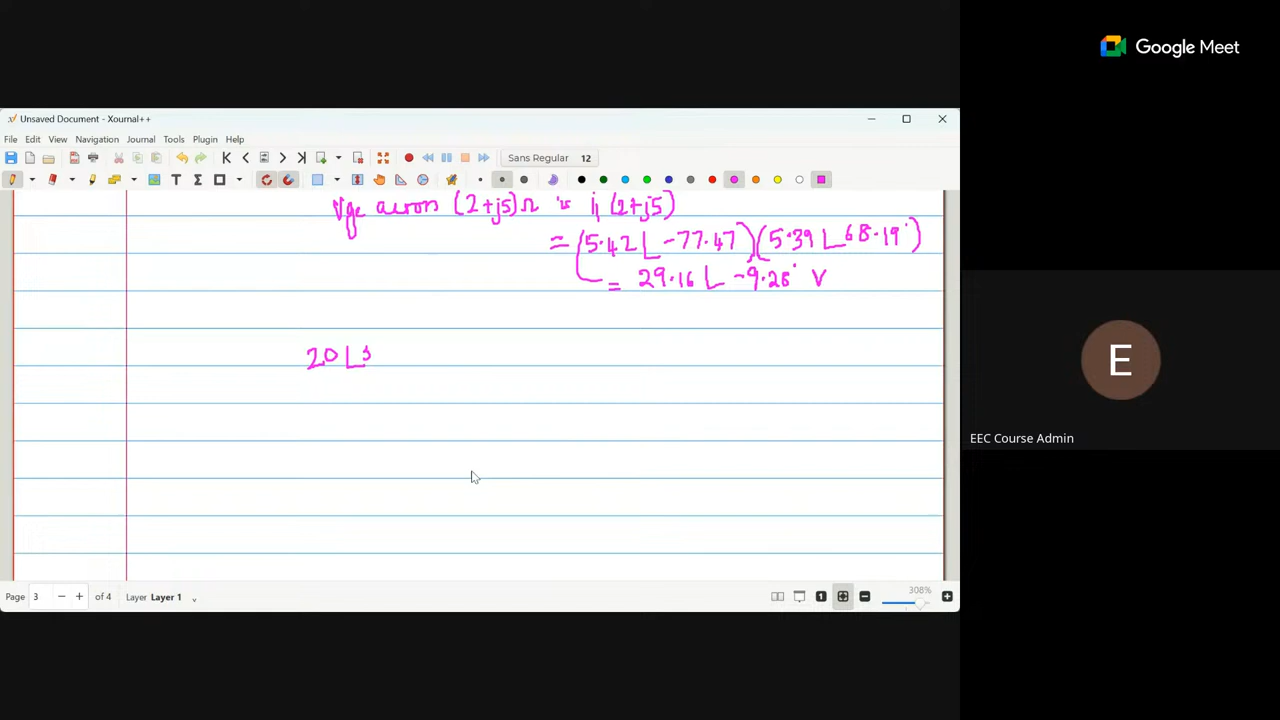 Google Meet
Unsaved Document - Xournal++
File Edit View Navigation Journal Tools Plugin Help
Sans Regular 12
Vge across (2+j5)Ω is i₁ (2+j5)
= (5.42∠-77.47°)(5.39∠68.19°)
= 29.16∠-9.28° V
20∠3
E
EEC Course Admin
Page 3 of 4 Layer Layer 1 308%